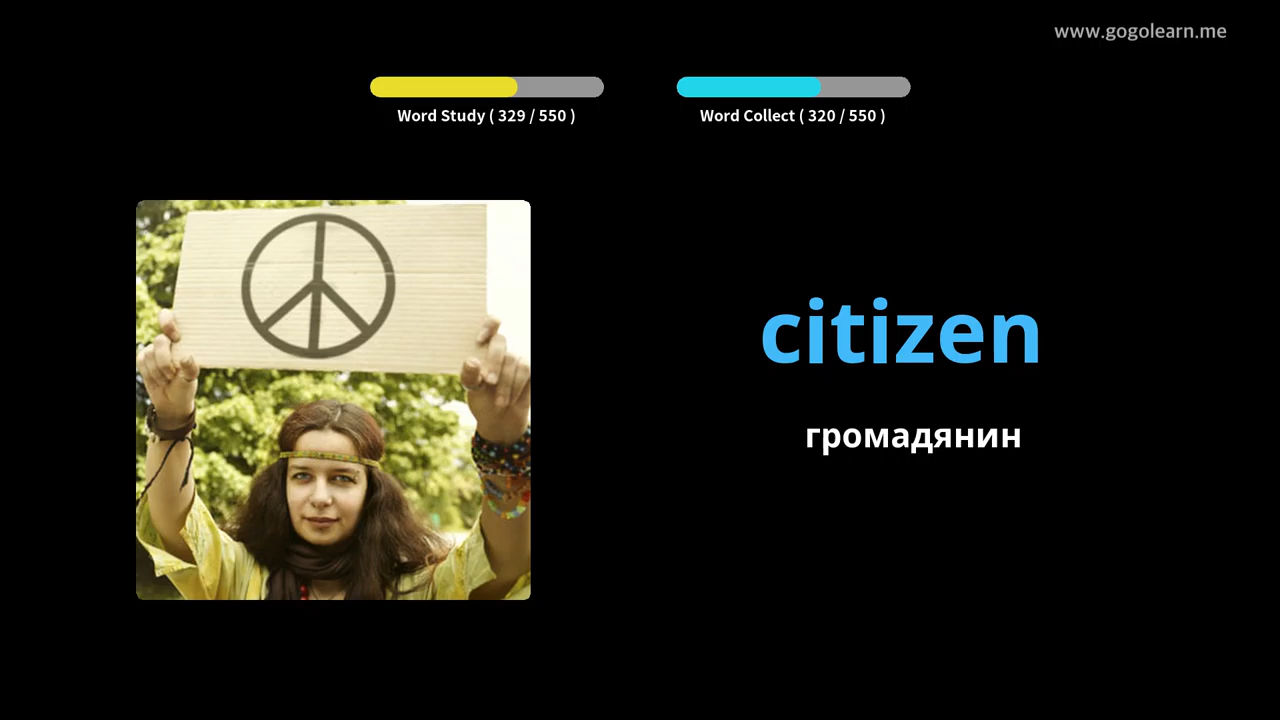 www.gogolearn.me
Word Study ( 329 / 550 )
Word Collect ( 320 / 550 )
citizen
громадянин